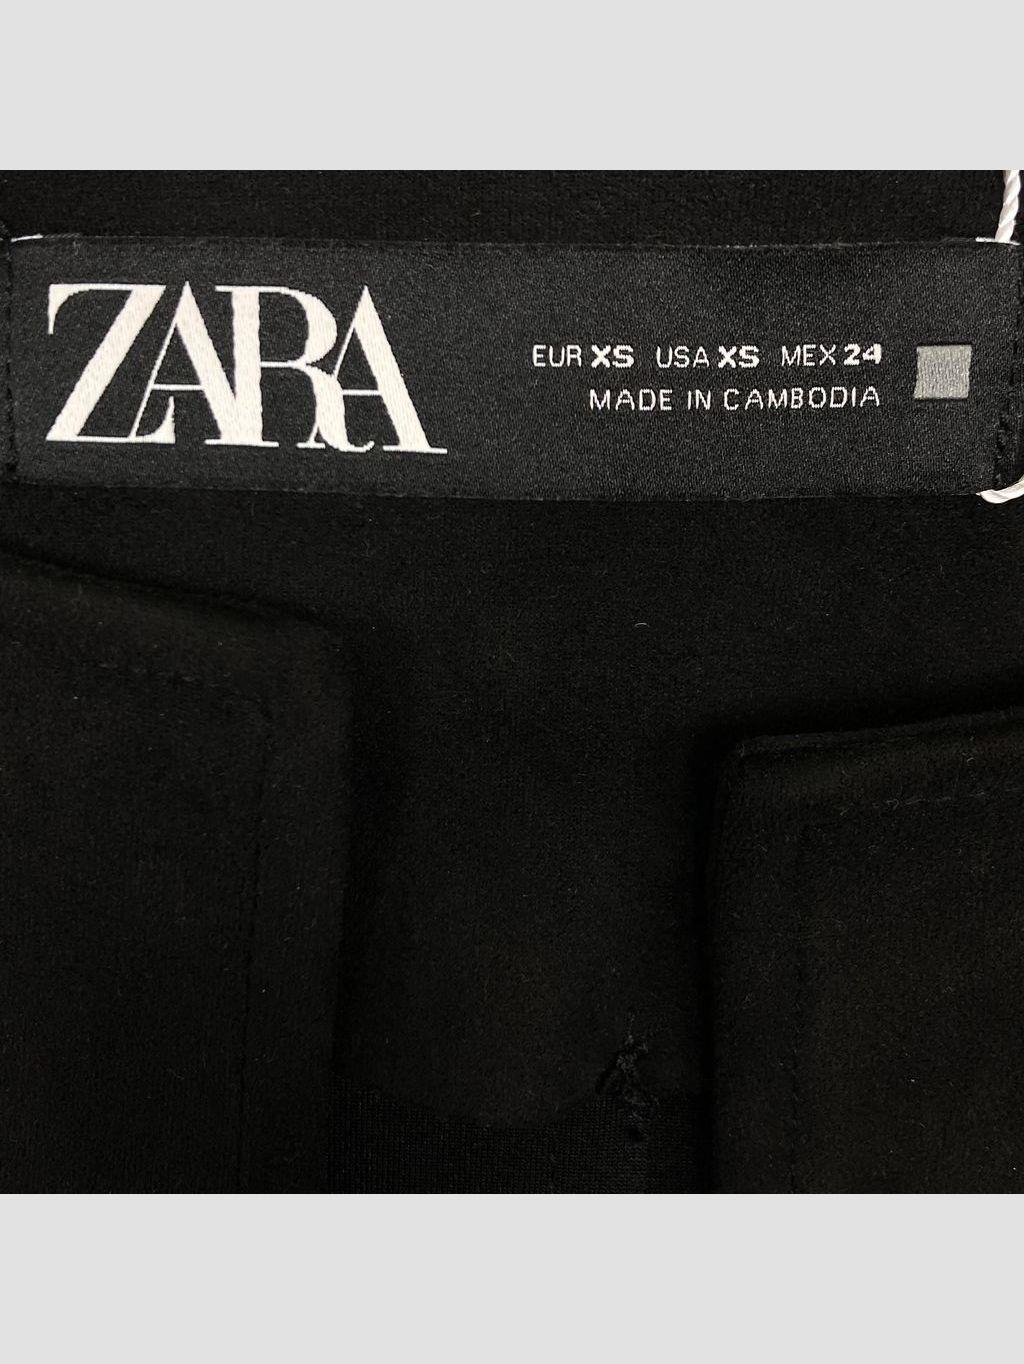 ZARA
EUR XS USA XS MEX 24
MADE IN CAMBODIA